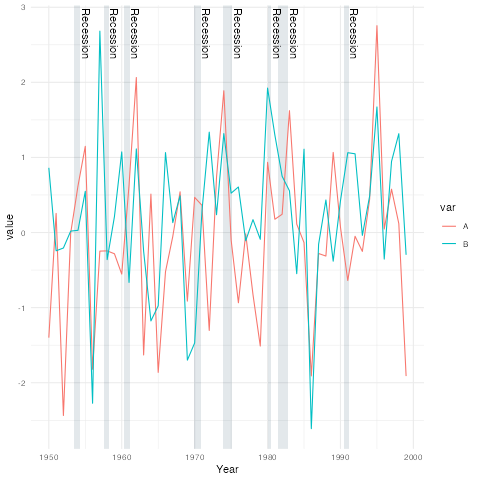 Recession
Recession
Recession
Recession
Recession
Recession
Recession
Recession
3
2
1
0
-1
-2
value
1950
1960
1970
1980
1990
2000
Year
var
A
B